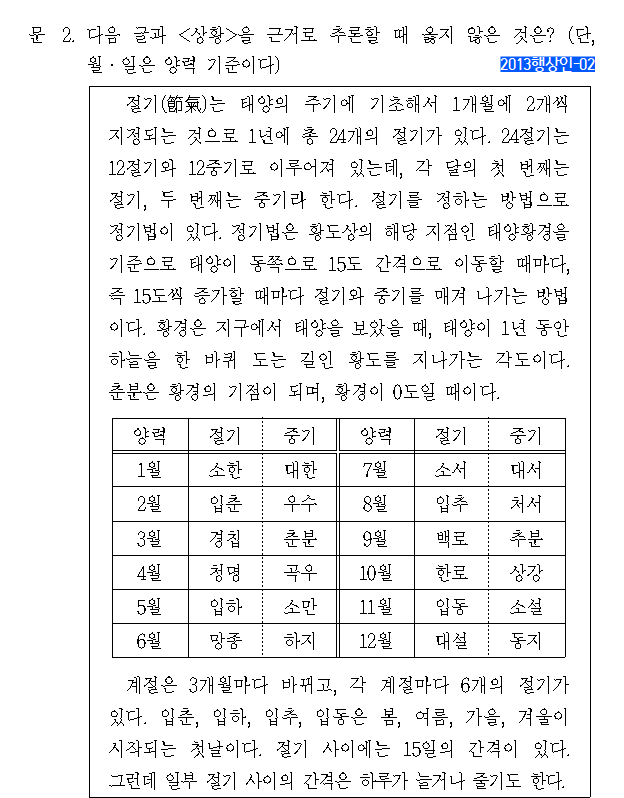 문 2. 다음 글과 <상황>을 근거로 추론할 때 옳지 않은 것은? (단,
월·일은 양력 기준이다)
2013행상인-02
절기(節氣)는 태양의 주기에 기초해서 1개월에 2개씩
지정되는 것으로 1년에 총 24개의 절기가 있다. 24절기는
12절기와 12중기로 이루어져 있는데, 각 달의 첫 번째는
절기, 두 번째는 중기라 한다. 절기를 정하는 방법으로
정기법이 있다. 정기법은 황도상의 해당 지점인 태양황경을
기준으로 태양이 동쪽으로 15도 간격으로 이동할 때마다,
즉 15도씩 증가할 때마다 절기와 중기를 매겨 나가는 방법
이다. 황경은 지구에서 태양을 보았을 때, 태양이 1년 동안
하늘을 한 바퀴 도는 길인 황도를 지나가는 각도이다.
춘분은 황경의 기점이 되며, 황경이 0도일 때이다.
양력 절기 중기 양력 절기 중기
1월 소한 대한 7월 소서 대서
2월 입춘 우수 8월 입추 처서
3월 경칩 춘분 9월 백로 추분
4월 청명 곡우 10월 한로 상강
5월 입하 소만 11월 입동 소설
6월 망종 하지 12월 대설 동지
계절은 3개월마다 바뀌고, 각 계절마다 6개의 절기가
있다. 입춘, 입하, 입추, 입동은 봄, 여름, 가을, 겨울이
시작되는 첫날이다. 절기 사이에는 15일의 간격이 있다.
그런데 일부 절기 사이의 간격은 하루가 늘거나 줄기도 한다.